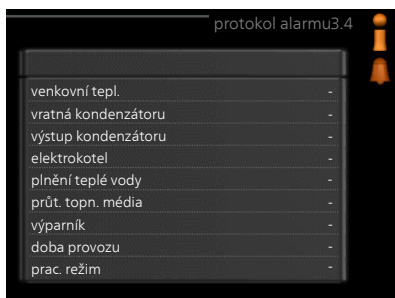 protokol alarmu3.4
venkovní tepl. -
vratná kondenzátoru -
výstup kondenzátoru -
elektrokotel -
plnění teplé vody -
průt. topn. média -
výparník -
doba provozu -
prac. režim -